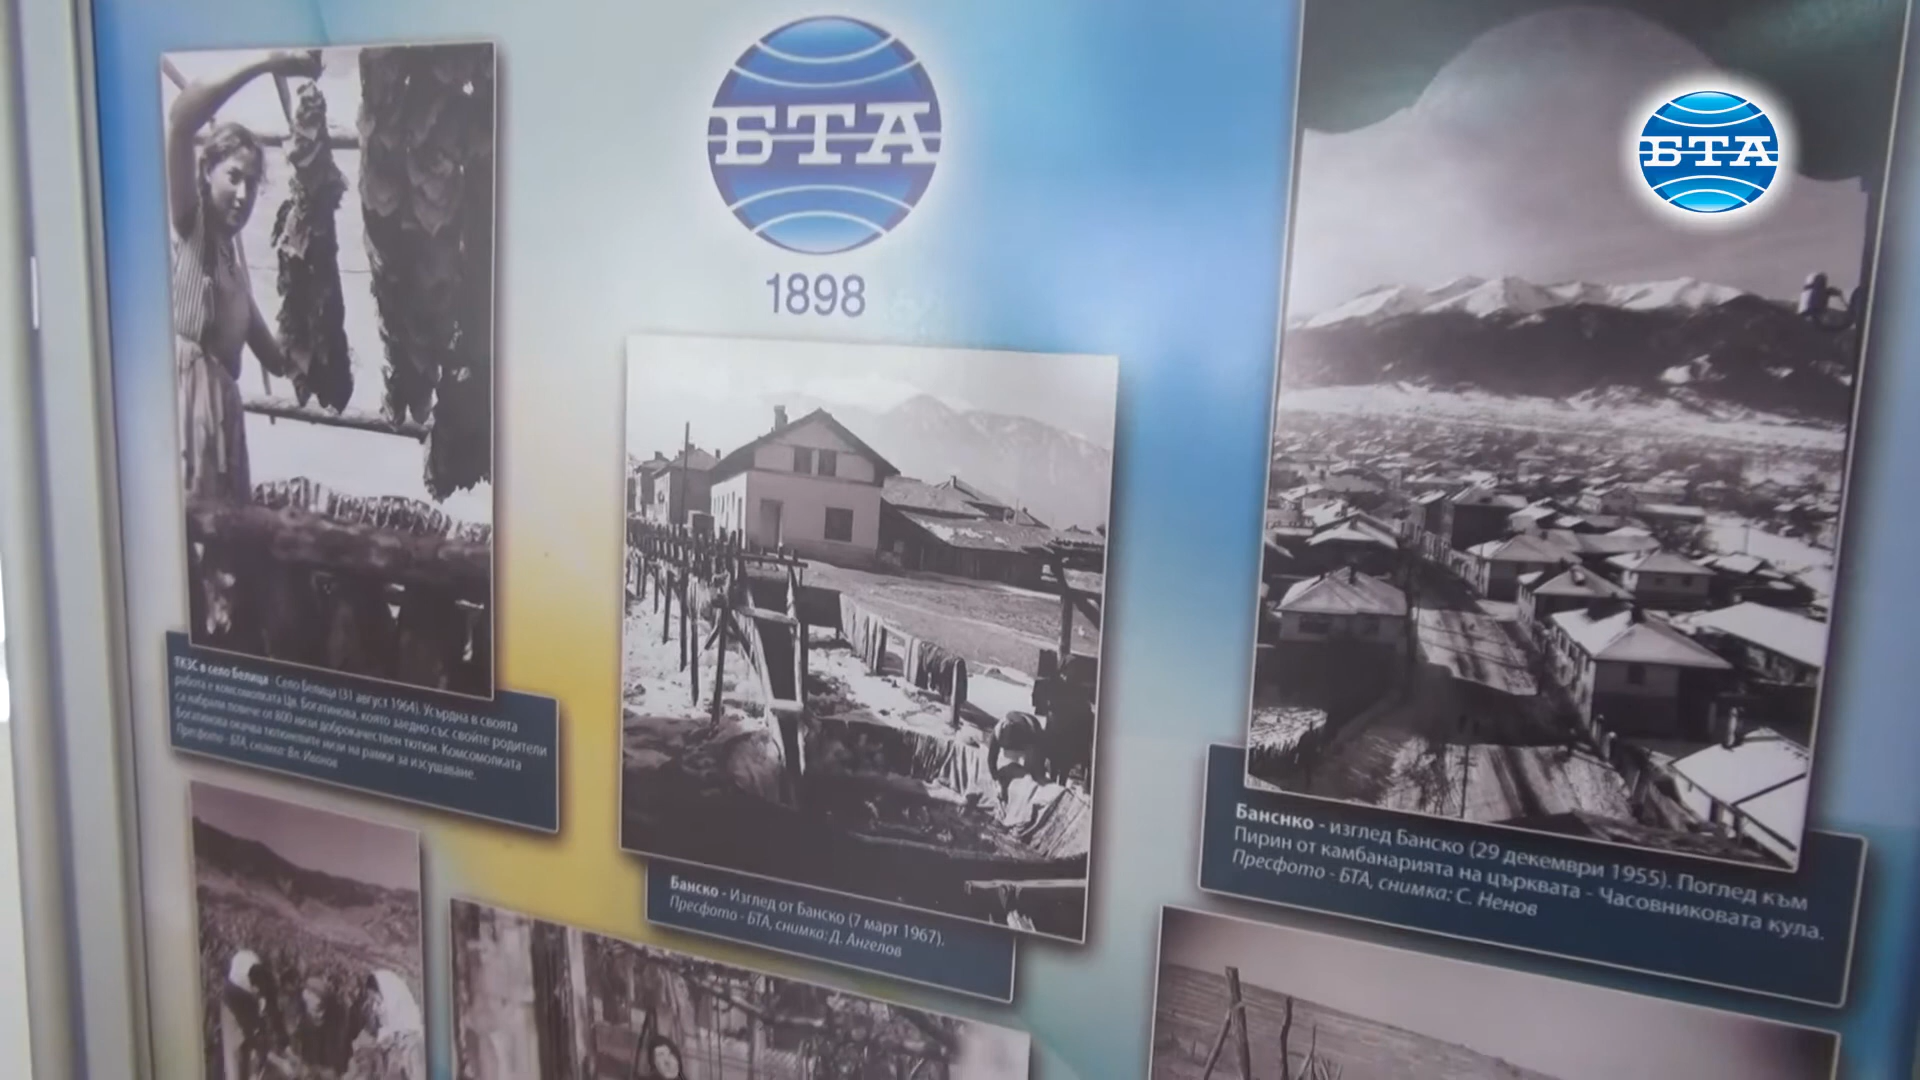 БТА
1898
БТА
ТКЗС в село Белица - Село Белица (31 август 1964). Усърдна в своята
работа е комсомолката Цв. Богатинова, която заедно със свойте родители
са набрали повече от 800 низи доброкачествен тютюн. Комсомолката
Богатинова окачва тютюневите низи на рамки за изсушаване.
Пресфото - БТА, снимка: Вл.
Банско - Изглед от Банско (7 март 1967).
Пресфото - БТА, снимка: Д. Ангелов
Банснко - изглед Банско (29 декември 1955). Поглед към
Пирин от камбанарията на църквата - Часовниковата кула.
Пресфото - БТА, снимка: С. Ненов